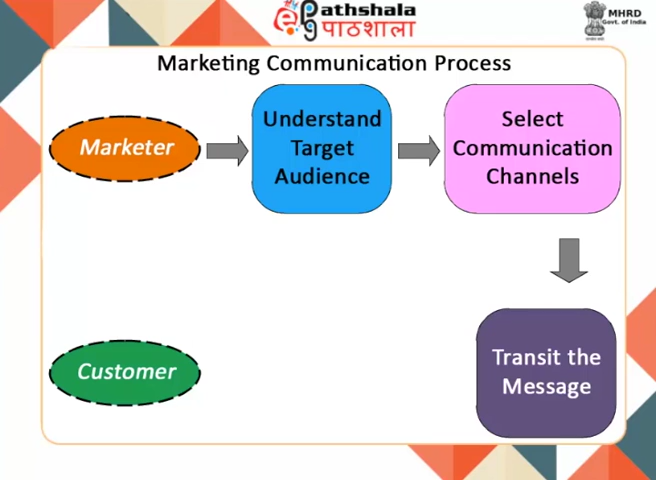 epathshala
पाठशाला
MHRD
Govt. of India
Marketing Communication Process
Marketer
Understand
Target
Audience
Select
Communication
Channels
Customer
Transit the
Message